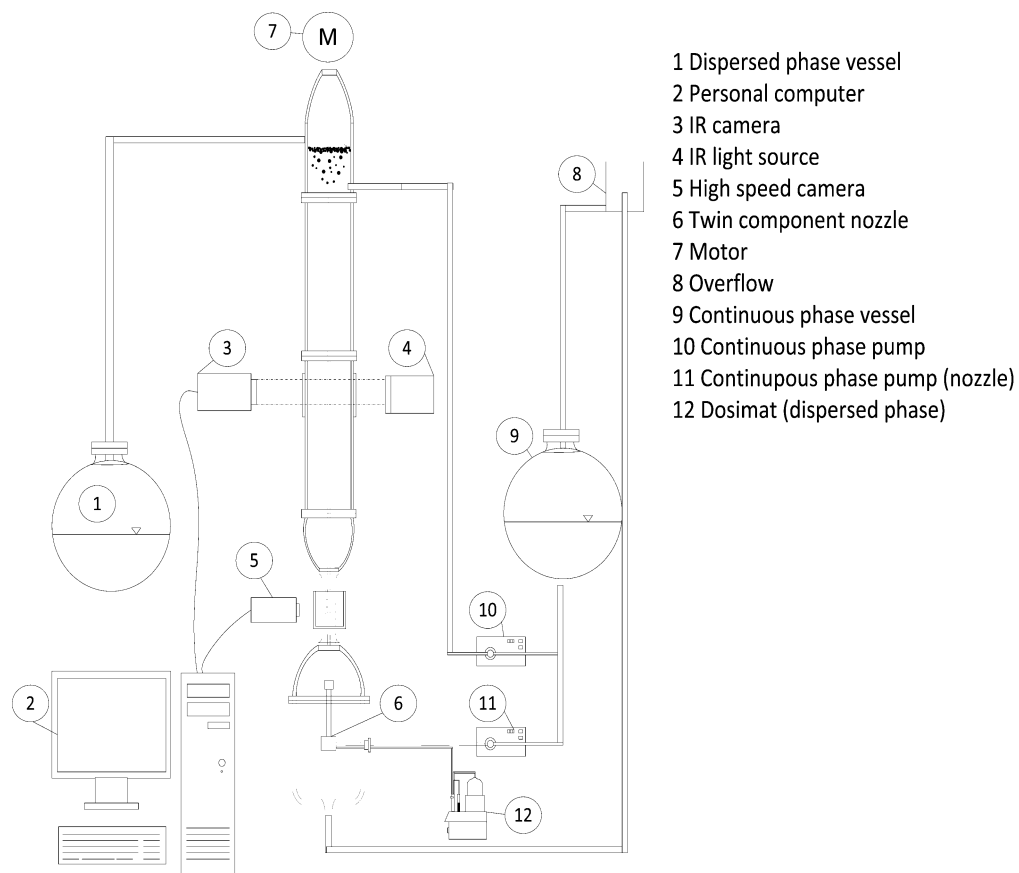 7
M
1 Dispersed phase vessel
2 Personal computer
3 IR camera
4 IR light source
5 High speed camera
6 Twin component nozzle
7 Motor
8 Overflow
9 Continuous phase vessel
10 Continuous phase pump
11 Continupous phase pump (nozzle)
12 Dosimat (dispersed phase)
8
3
4
9
1
5
10
2
6
11
12